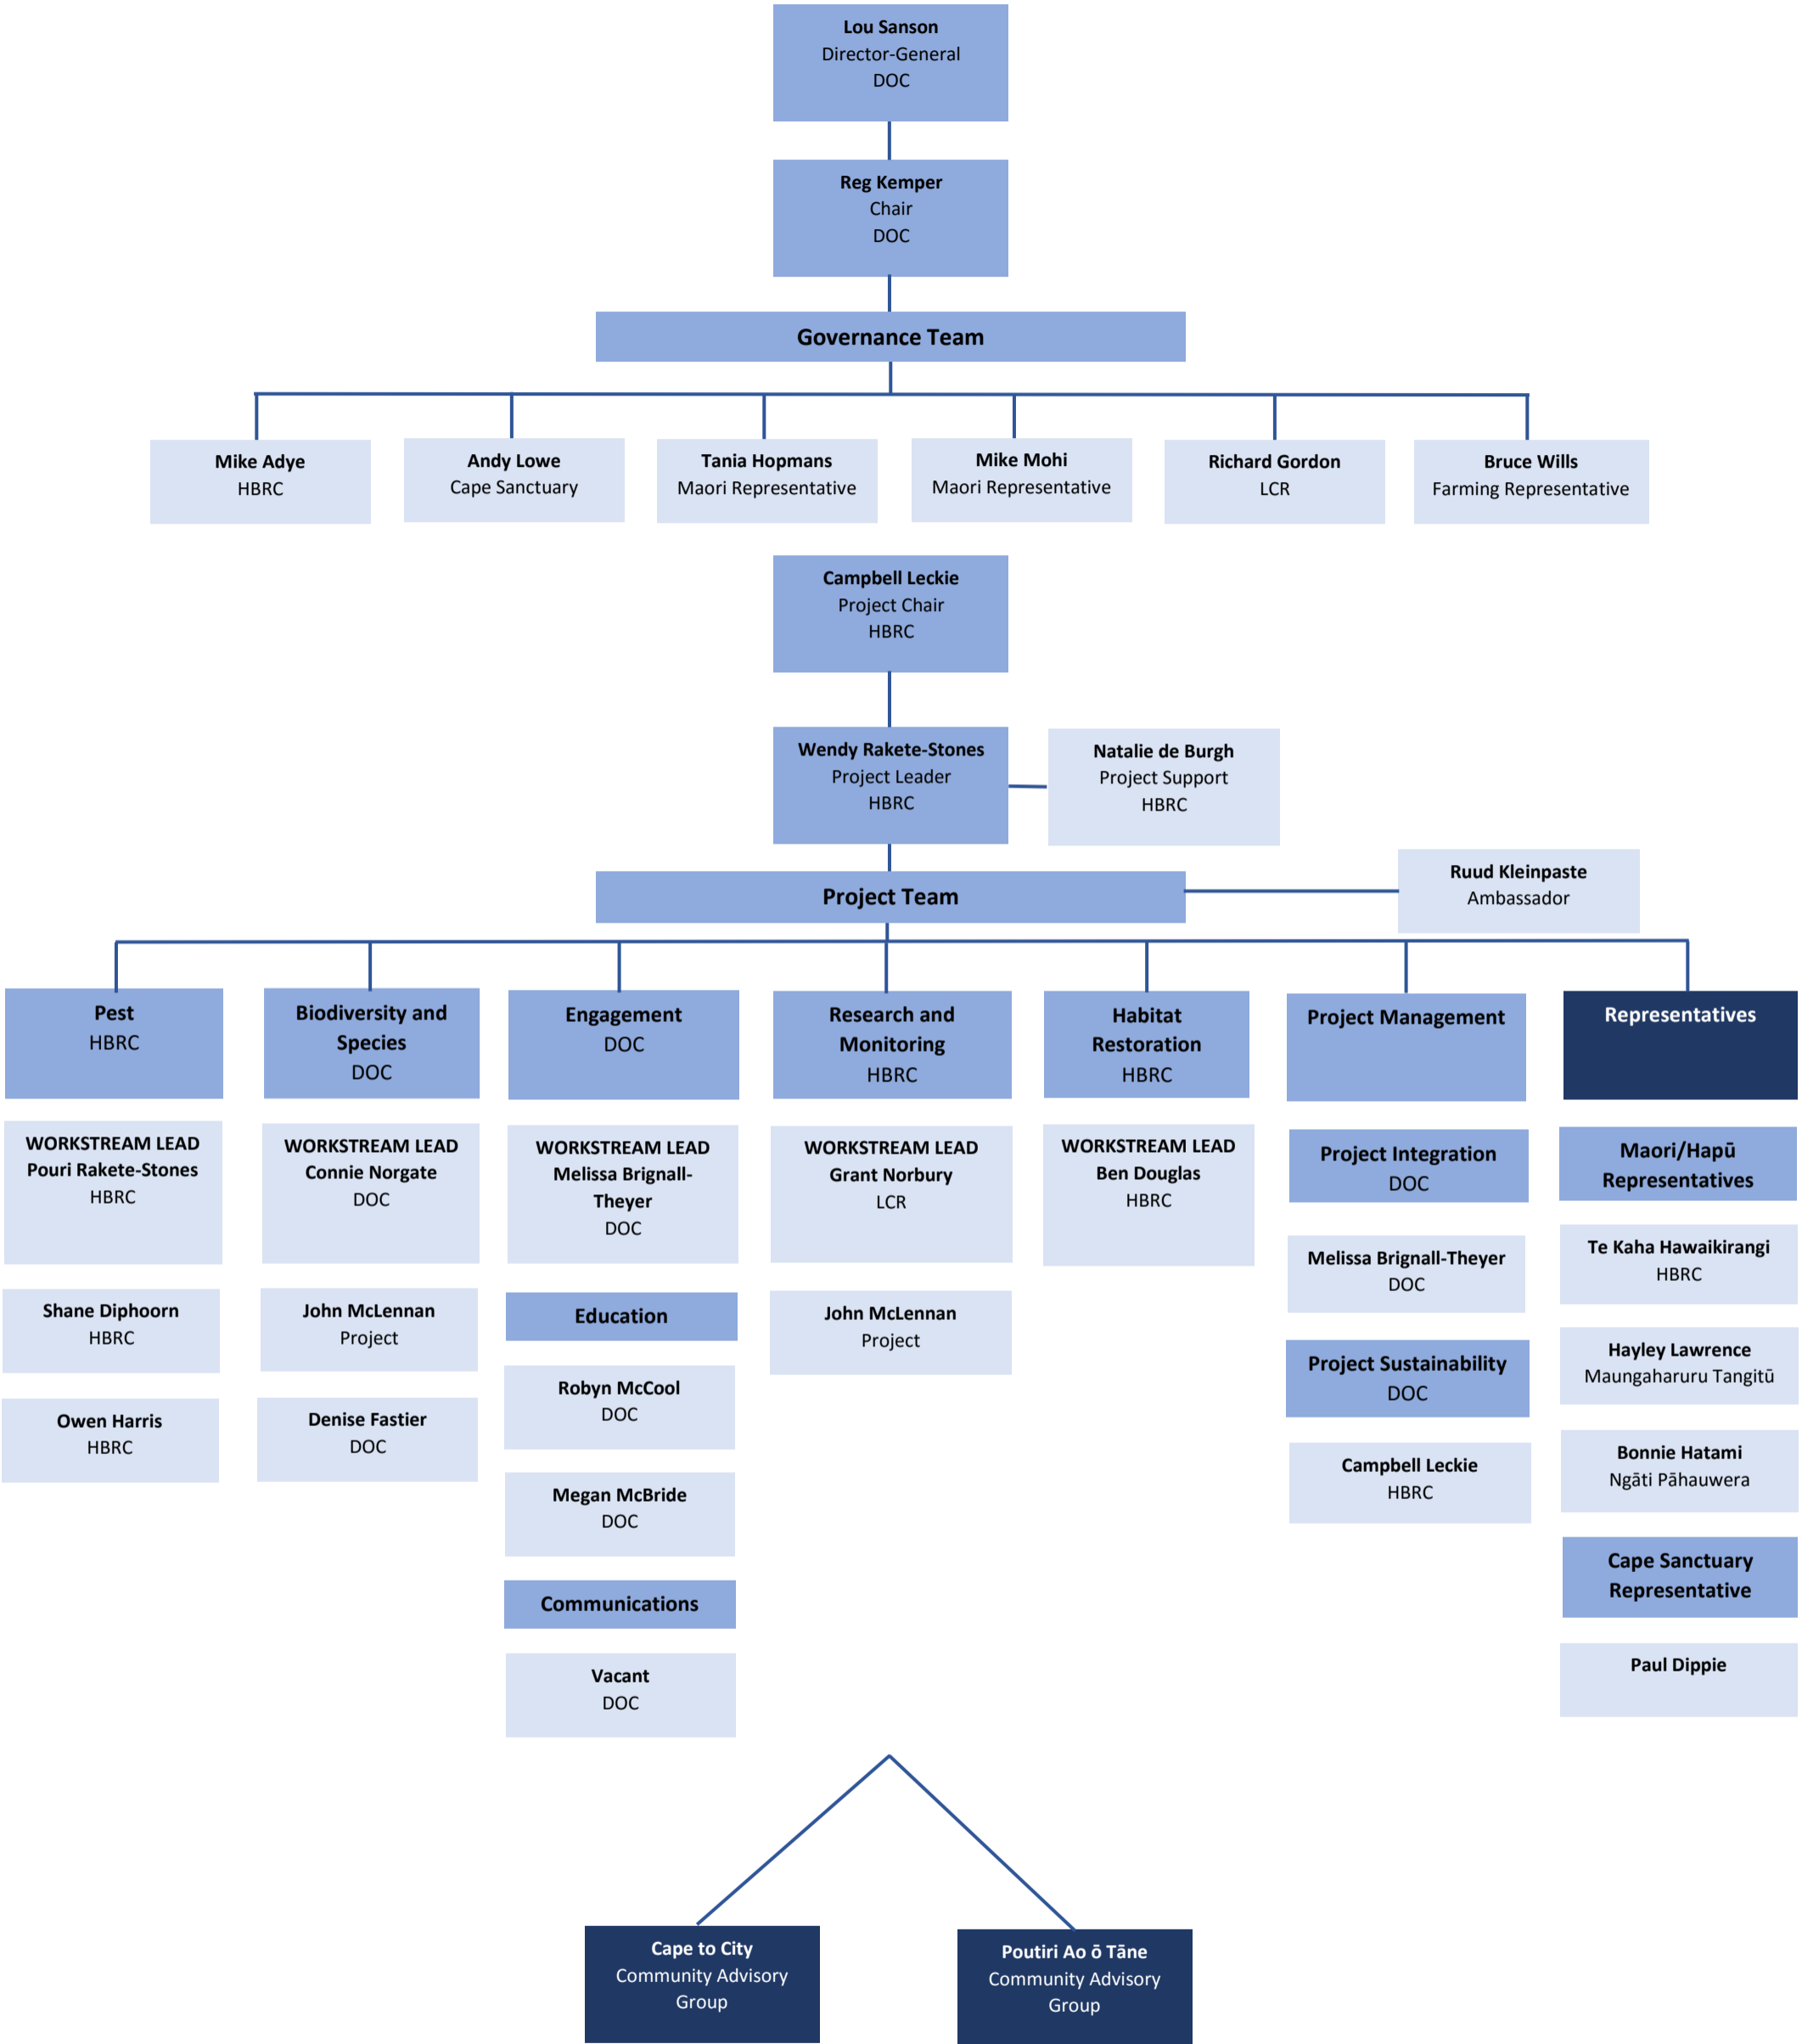 Lou Sanson
Director-General
DOC
Reg Kemper
Chair
DOC
Governance Team
Mike Adye
HBRC
Andy Lowe
Cape Sanctuary
Tania Hopmans
Maori Representative
Mike Mohi
Maori Representative
Richard Gordon
LCR
Bruce Wills
Farming Representative
Campbell Leckie
Project Chair
HBRC
Wendy Rakete-Stones
Project Leader
HBRC
Natalie de Burgh
Project Support
HBRC
Project Team
Ruud Kleinpaste
Ambassador
Pest
HBRC
WORKSTREAM LEAD
Pouri Rakete-Stones
HBRC
Shane Diphoorn
HBRC
Owen Harris
HBRC
Biodiversity and
Species
DOC
WORKSTREAM LEAD
Connie Norgate
DOC
John McLennan
Project
Denise Fastier
DOC
Engagement
DOC
WORKSTREAM LEAD
Melissa Brignall-
Theyer
DOC
Education
Robyn McCool
DOC
Megan McBride
DOC
Communications
Vacant
DOC
Research and
Monitoring
HBRC
WORKSTREAM LEAD
Grant Norbury
LCR
John McLennan
Project
Habitat
Restoration
HBRC
WORKSTREAM LEAD
Ben Douglas
HBRC
Project Management
Project Integration
DOC
Melissa Brignall-Theyer
DOC
Project Sustainability
DOC
Campbell Leckie
HBRC
Representatives
Maori/Hapū
Representatives
Te Kaha Hawaikirangi
HBRC
Hayley Lawrence
Maungaharuru Tangitū
Bonnie Hatami
Ngāti Pāhauwera
Cape Sanctuary
Representative
Paul Dippie
Cape to City
Community Advisory
Group
Poutiri Ao ō Tāne
Community Advisory
Group